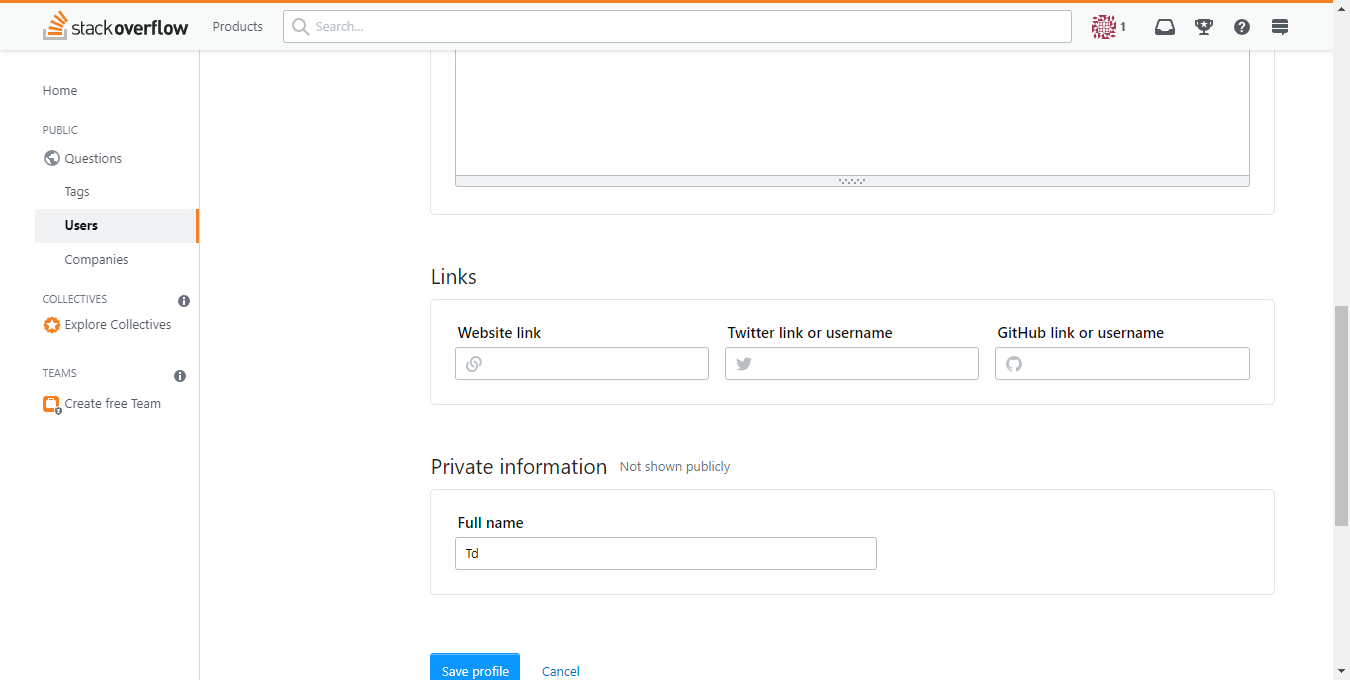 stackoverflow
Products
Search...
1
Home
PUBLIC
Questions
Tags
Users
Companies
COLLECTIVES
Explore Collectives
TEAMS
Create free Team
Links
Website link
Twitter link or username
GitHub link or username
Private information Not shown publicly
Full name
Td
Save profile
Cancel